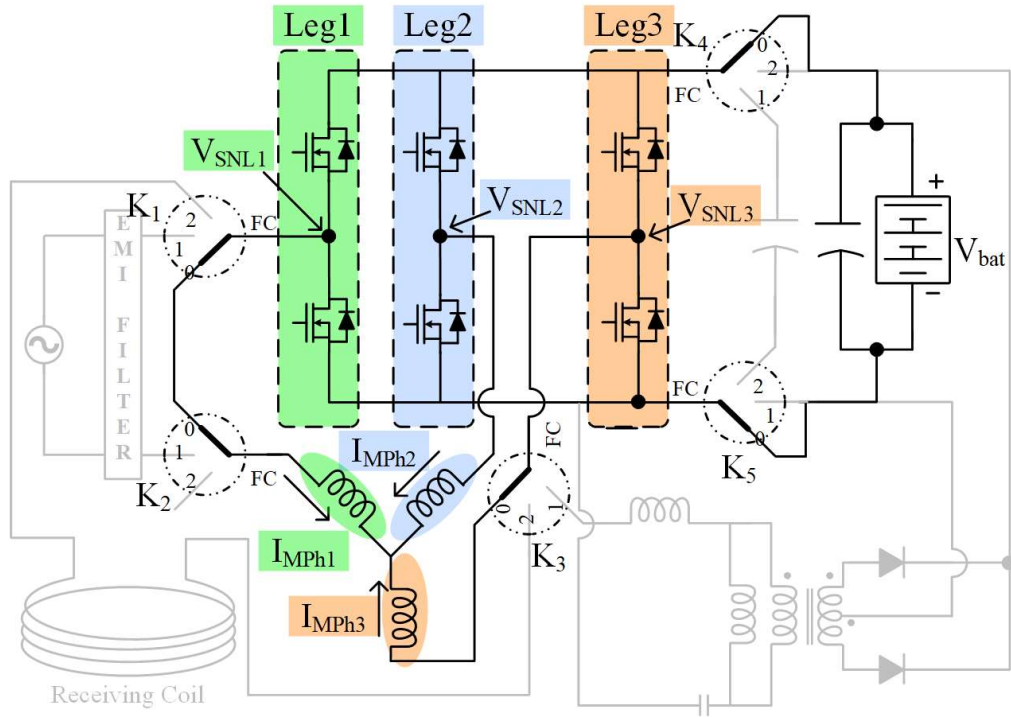 Leg1
Leg2
Leg3
K4
0
2
1
FC
VSNL1
VSNL2
VSNL3
K1
2
1
0
FC
EMI FILTER
+
Vbat
-
FC
K5
2
1
0
K2
0
1
2
FC
IMPh2
FC
K3
0
2
1
IMPh1
IMPh3
Receiving Coil